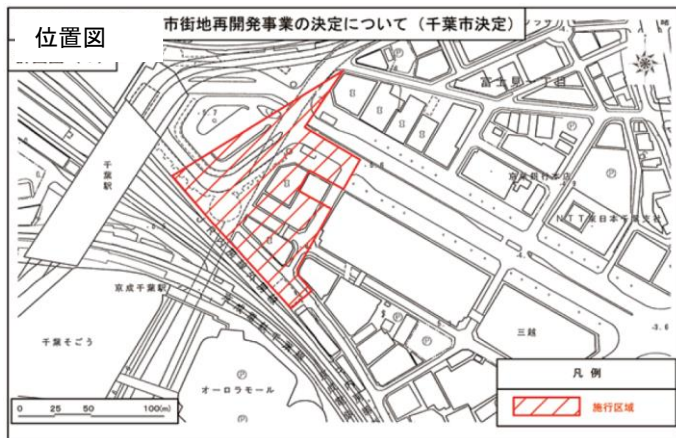 位置図
市街地再開発事業の決定について（千葉市決定）
富士見一丁目
千葉駅
京葉銀行本店
NTT東日本千葉支社
京成千葉駅
千葉そごう
オーロラモール
三越
凡 例
施行区域
0 25 50 100(m)